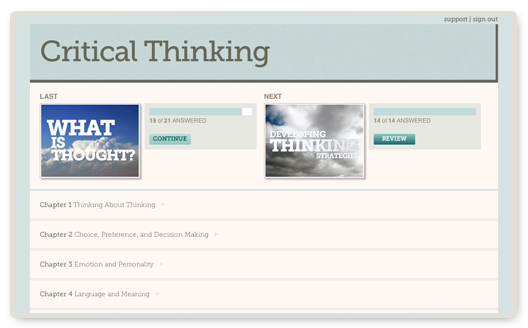 support | sign out
Critical Thinking
LAST
NEXT
WHAT
IS
THOUGHT?
19 of 21 ANSWERED
CONTINUE
DEVELOPING
THINKING
STRATEGIES
14 of 14 ANSWERED
REVIEW
Chapter 1 Thinking About Thinking >
Chapter 2 Choice, Preference, and Decision Making >
Chapter 3 Emotion and Personality >
Chapter 4 Language and Meaning >